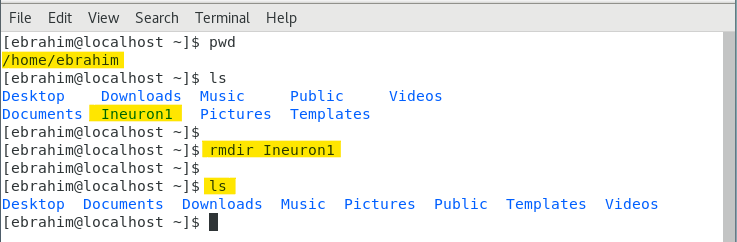 File Edit View Search Terminal Help
[ebrahim@localhost ~]$ pwd
/home/ebrahim
[ebrahim@localhost ~]$ ls
Desktop    Downloads  Music     Public     Videos
Documents  Ineuron1   Pictures  Templates
[ebrahim@localhost ~]$
[ebrahim@localhost ~]$ rmdir Ineuron1
[ebrahim@localhost ~]$
[ebrahim@localhost ~]$ ls
Desktop  Documents  Downloads  Music  Pictures  Public  Templates  Videos
[ebrahim@localhost ~]$